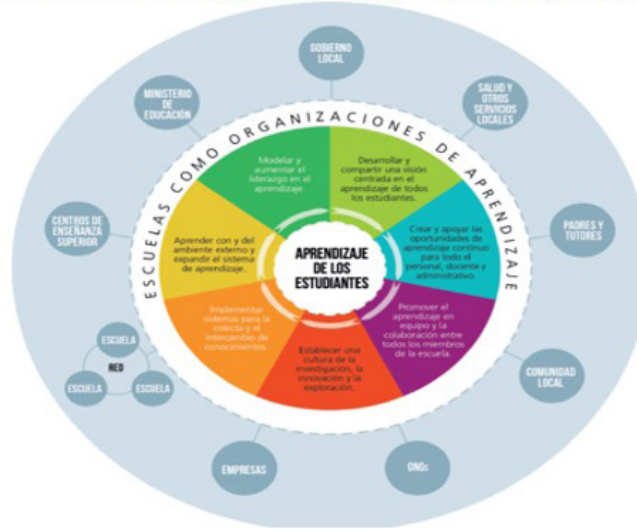 GOBIERNO
LOCAL
MINISTERIO
DE
EDUCACIÓN
SALUD Y
OTROS
SERVICIOS
LOCALES
CENTROS DE
ENSEÑANZA
SUPERIOR
PADRES Y
TUTORES
ESCUELA
RED
ESCUELA
ESCUELA
COMUNIDAD
LOCAL
EMPRESAS
ONGs
ESCUELAS COMO ORGANIZACIONES DE APRENDIZAJE
Modelar y
aumentar el
liderazgo en el
aprendizaje.
Desarrollar y
compartir una visión
centrada en el
aprendizaje de todos
los estudiantes.
Aprender con y del
ambiente externo y
expandir el sistema
de aprendizaje.
Crear y apoyar las
oportunidades de
aprendizaje continuo
para todo el
personal, docente y
administrativo.
APRENDIZAJE
DE LOS
ESTUDIANTES
Implementar
sistemas para la
colecta y el
intercambio de
conocimientos.
Promover el
aprendizaje en
equipo y la
colaboración entre
todos los miembros
de la escuela.
Establecer una
cultura de la
investigación, la
innovación y la
exploración.